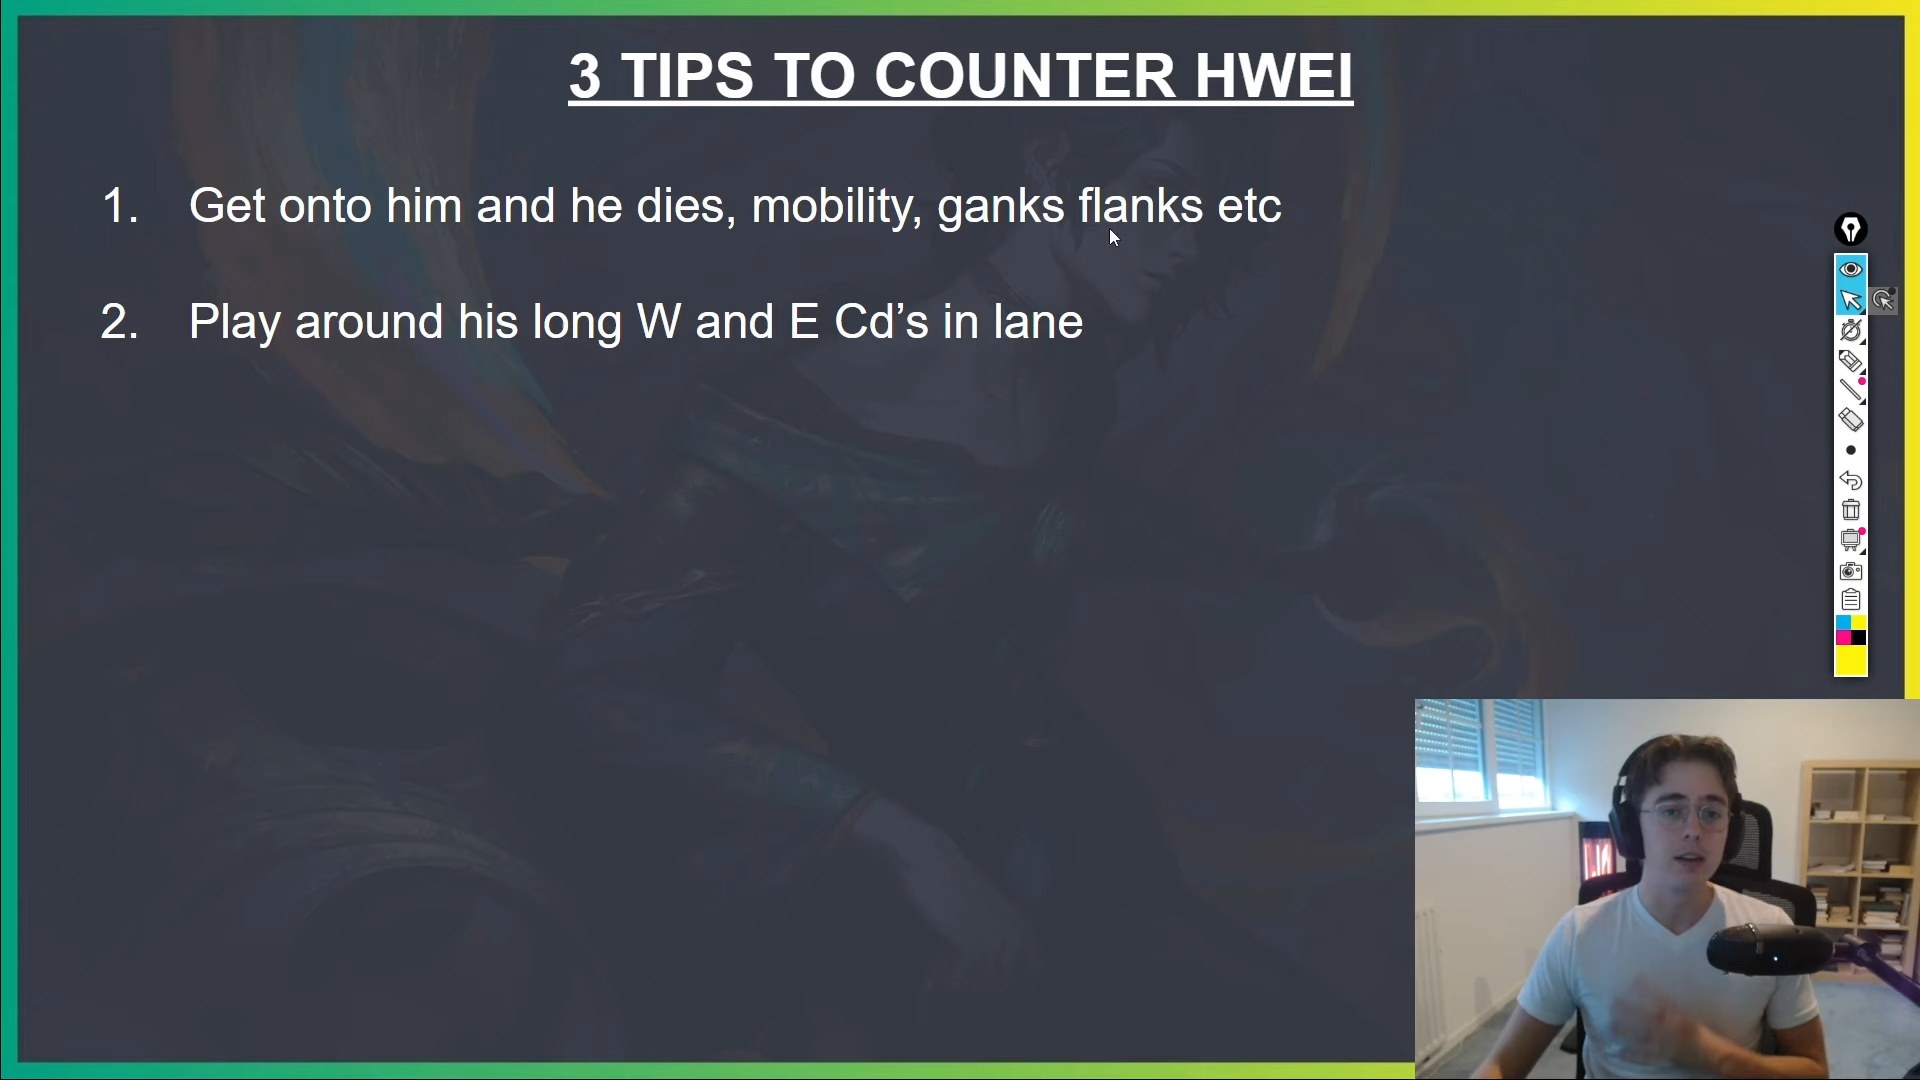 3 TIPS TO COUNTER HWEI
1. Get onto him and he dies, mobility, ganks flanks etc
2. Play around his long W and E Cd’s in lane